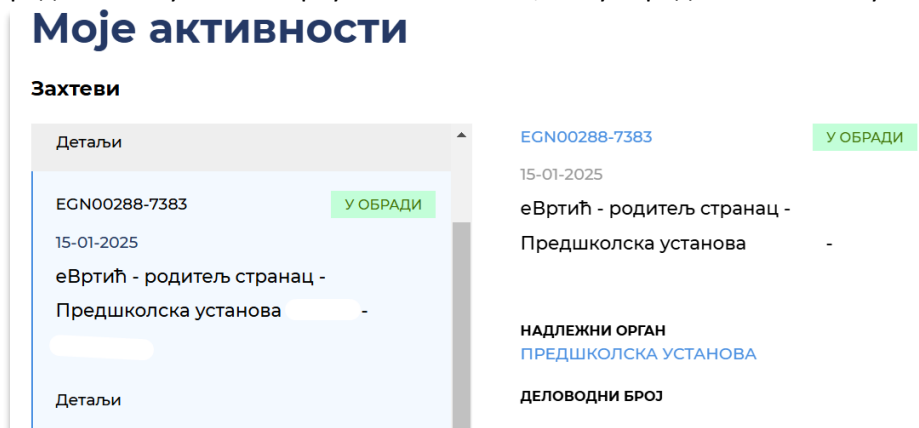 Моје активности
Захтеви
Детаљи
EGN00288-7383
У ОБРАДИ
15-01-2025
еВртић - родитељ странац -
Предшколска установа -
Детаљи
EGN00288-7383
У ОБРАДИ
15-01-2025
еВртић - родитељ странац -
Предшколска установа -
НАДЛЕЖНИ ОРГАН
ПРЕДШКОЛСКА УСТАНОВА
ДЕЛОВОДНИ БРОЈ